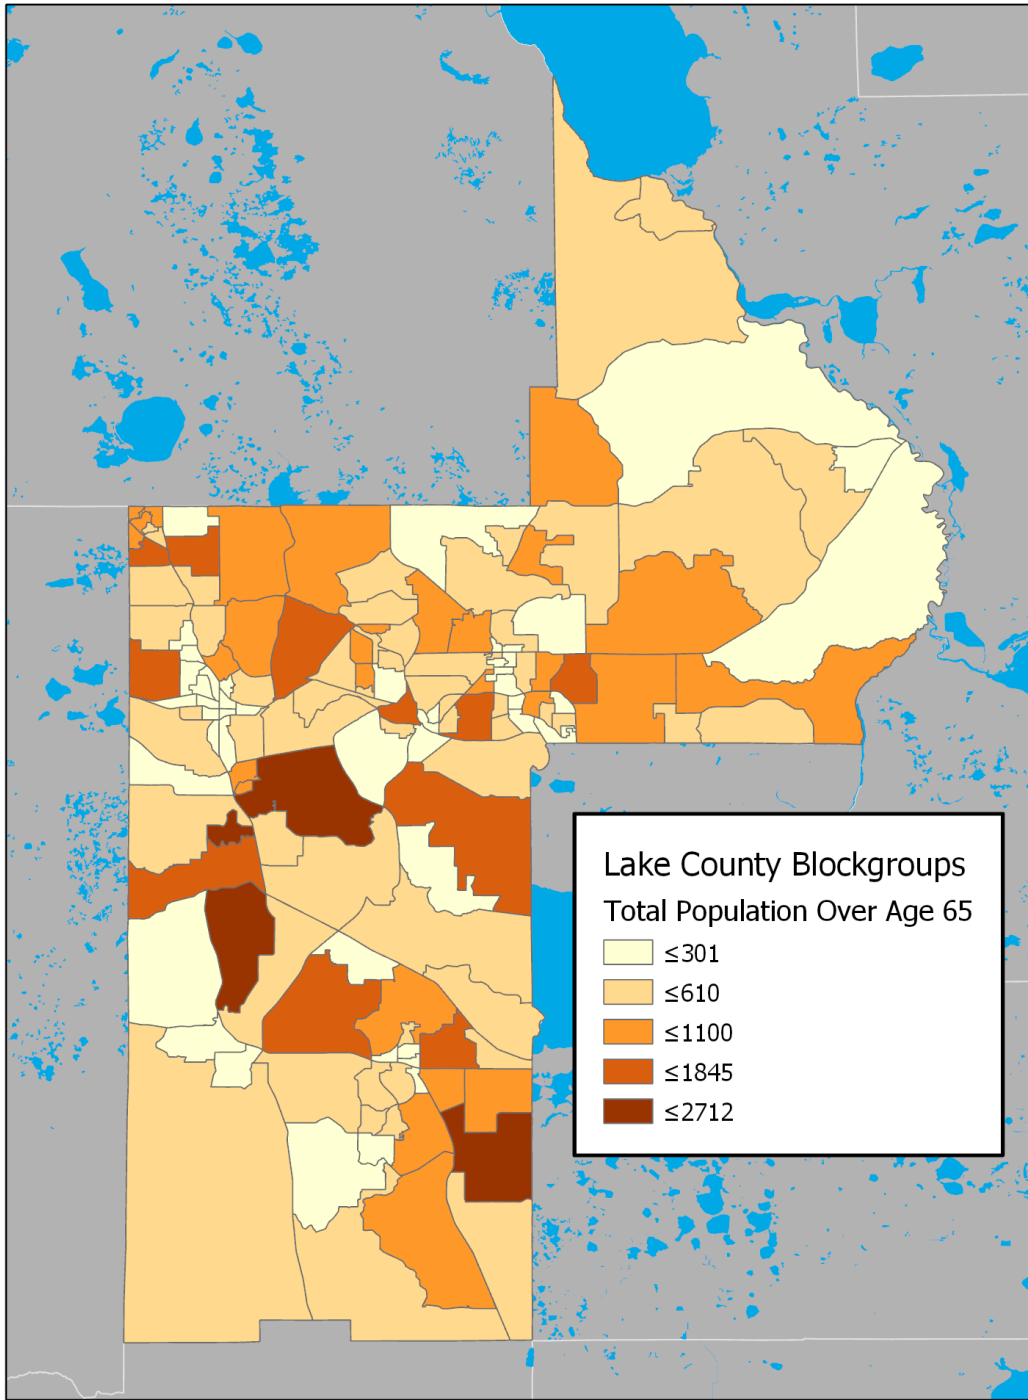 Lake County Blockgroups
Total Population Over Age 65
≤301
≤610
≤1100
≤1845
≤2712